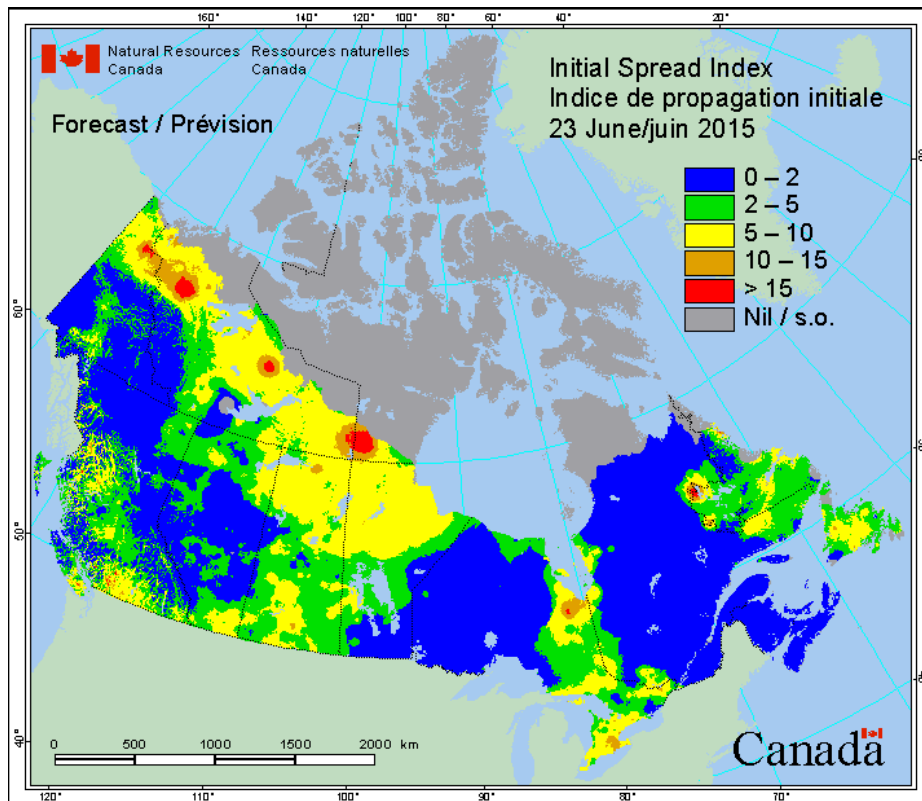 160° 140° 120° 100° 90° 80° 60° 40° 20°
Natural Resources Ressources naturelles
Canada Canada
Initial Spread Index
Indice de propagation initiale
23 June/juin 2015
Forecast / Prévision
0 – 2
2 – 5
5 – 10
10 – 15
> 15
Nil / s.o.
60°
50°
40°
0 500 1000 1500 2000 km
Canada
120° 110° 100° 90° 80° 70°